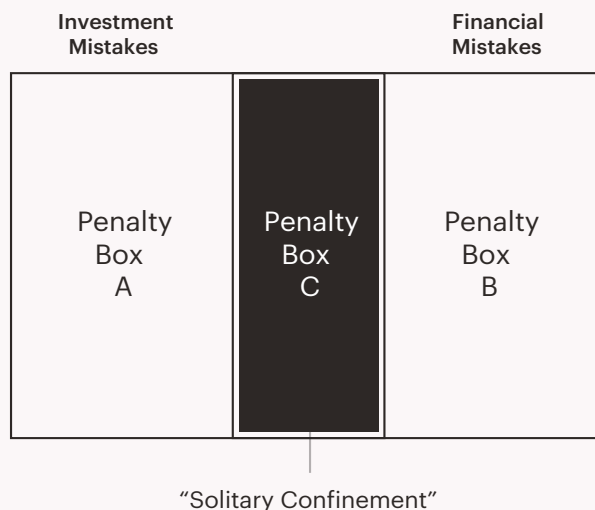 Investment
Mistakes
Financial
Mistakes
Penalty
Box
A
Penalty
Box
C
Penalty
Box
B
“Solitary Confinement”